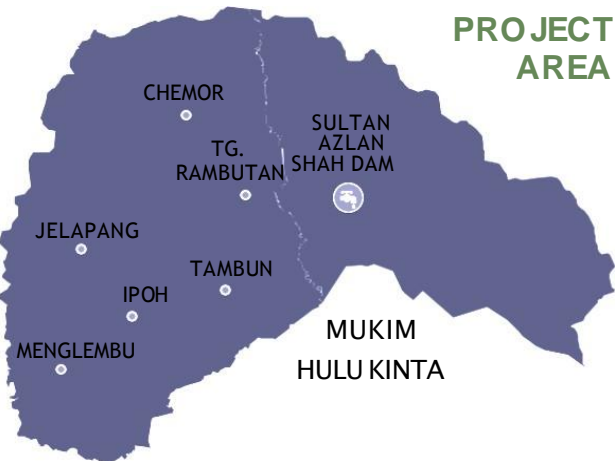 PROJECT
AREA
CHEMOR
SULTAN
AZLAN
SHAH DAM
TG.
RAMBUTAN
JELAPANG
TAMBUN
IPOH
MENGLEMBU
MUKIM
HULU KINTA